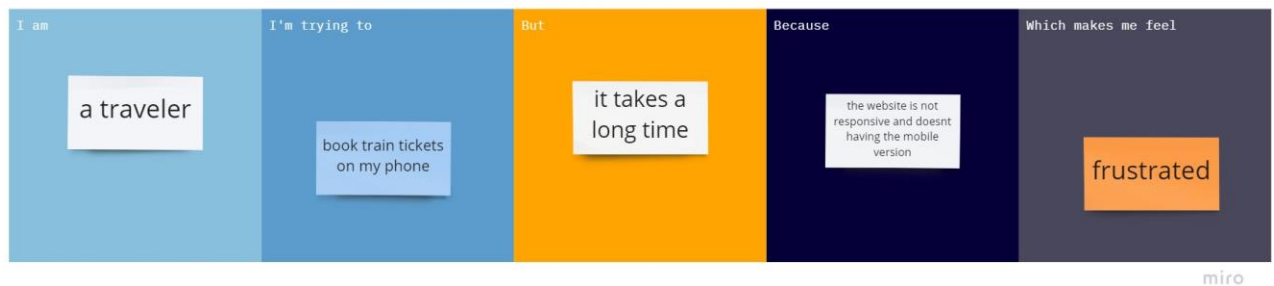 I am
a traveler
I'm trying to
book train tickets
on my phone
But
it takes a
long time
Because
the website is not
responsive and doesnt
having the mobile
version
Which makes me feel
frustrated
miro